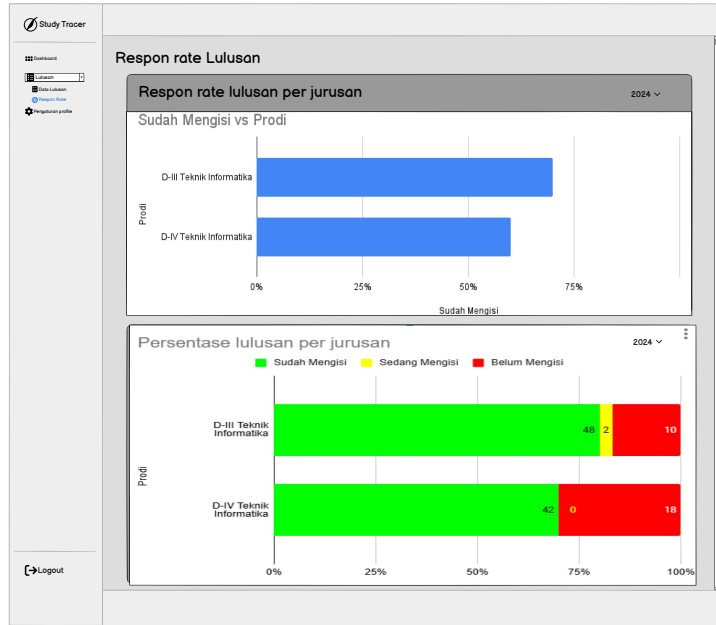 Study Tracer
Dashboard
Lulusan
Data Lulusan
Respon Rate
Pengaturan profile
Logout
Respon rate Lulusan
Respon rate lulusan per jurusan
2024
Sudah Mengisi vs Prodi
Prodi
D-III Teknik Informatika
D-IV Teknik Informatika
0% 25% 50% 75%
Sudah Mengisi
Persentase lulusan per jurusan
2024
Sudah Mengisi Sedang Mengisi Belum Mengisi
Prodi
D-III Teknik
Informatika
48 2 10
D-IV Teknik
Informatika
42 0 18
0% 25% 50% 75% 100%